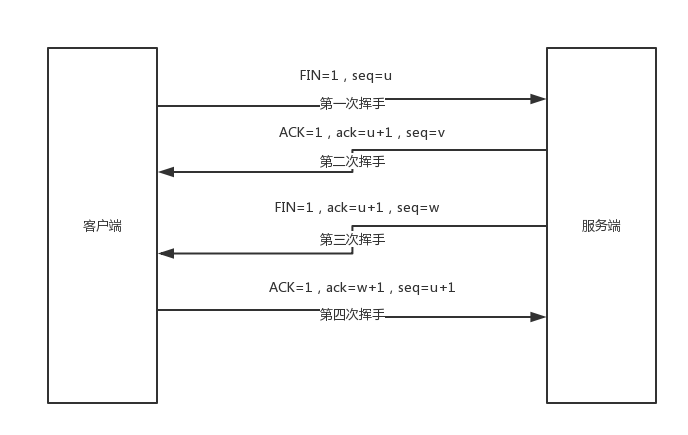 FIN=1，seq=u
第一次挥手
ACK=1，ack=u+1，seq=v
第二次挥手
FIN=1，ack=u+1，seq=w
客户端
服务端
第三次挥手
ACK=1，ack=w+1，seq=u+1
第四次挥手